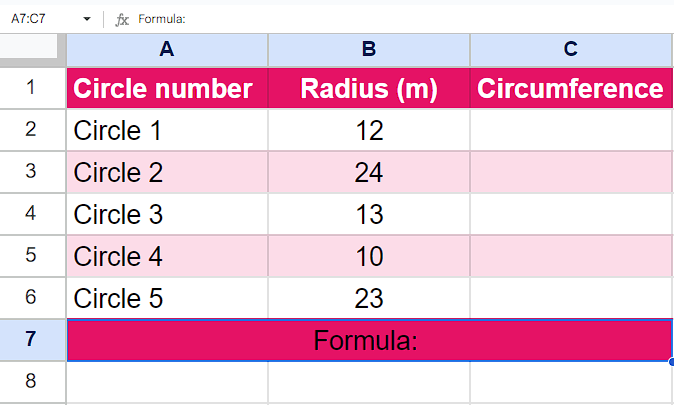 A7:C7 fx Formula:
A B C
1 Circle number Radius (m) Circumference
2 Circle 1 12
3 Circle 2 24
4 Circle 3 13
5 Circle 4 10
6 Circle 5 23
7 Formula:
8